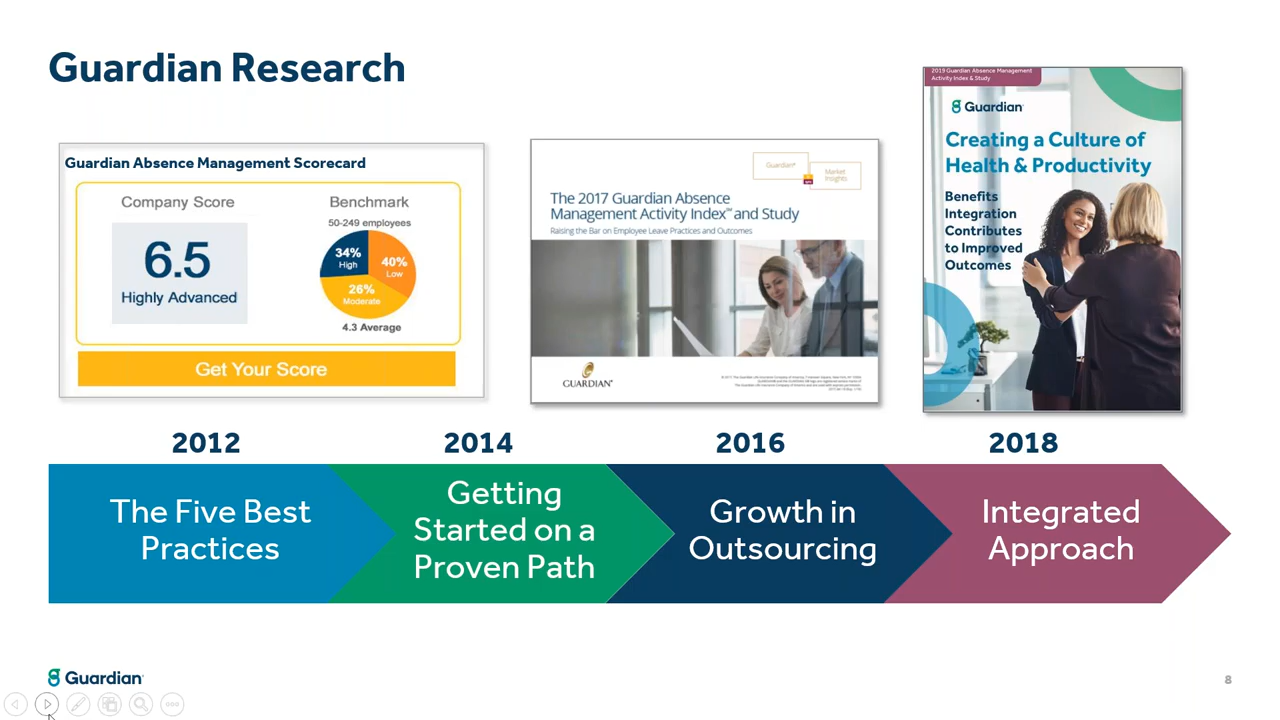 Guardian Research
Guardian Absence Management Scorecard
Company Score
6.5
Highly Advanced
Benchmark
50-249 employees
34%
High
40%
Low
26%
Moderate
4.3 Average
Get Your Score
Guardian®
Market
Insights
The 2017 Guardian Absence
Management Activity Index™ and Study
Raising the Bar on Employee Leave Practices and Outcomes
GUARDIAN®
2019 Guardian Absence Management
Activity Index & Study
Guardian
Creating a Culture of
Health & Productivity
Benefits
Integration
Contributes
to Improved
Outcomes
2012
2014
2016
2018
The Five Best
Practices
Getting
Started on a
Proven Path
Growth in
Outsourcing
Integrated
Approach
Guardian
8